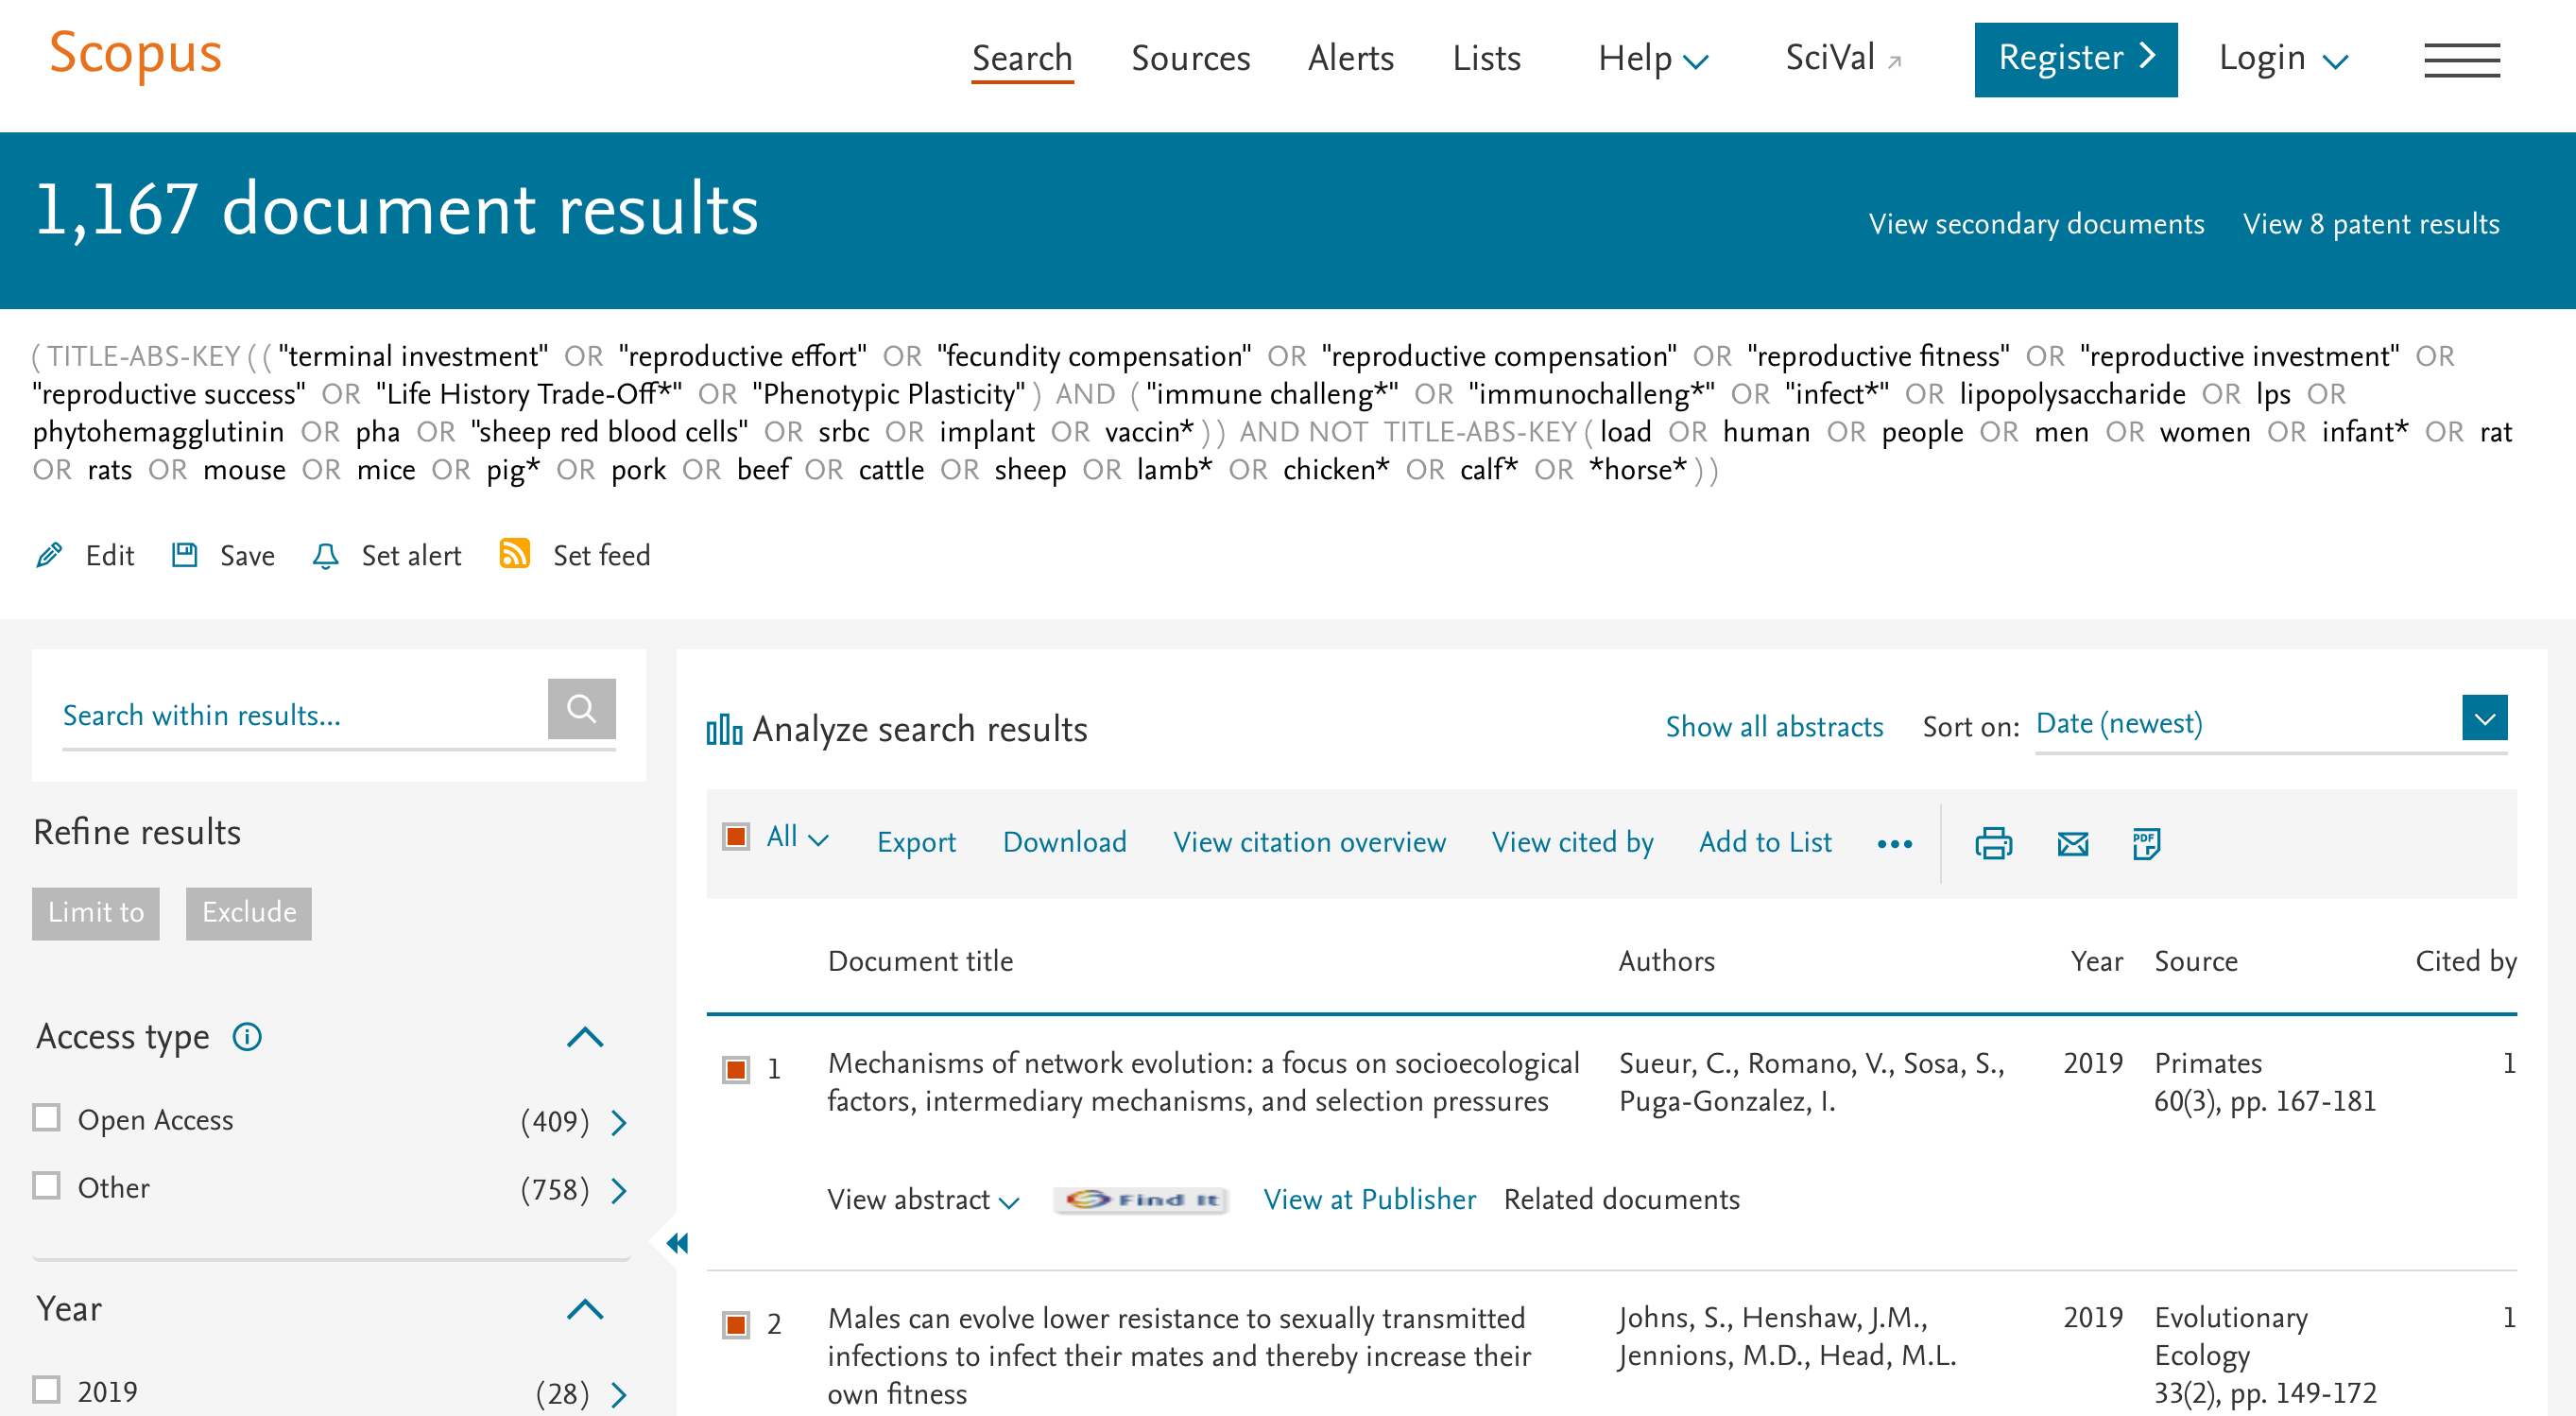 Scopus
Search Sources Alerts Lists Help SciVal Register Login
1,167 document results
View secondary documents View 8 patent results
( TITLE-ABS-KEY ( ( "terminal investment" OR "reproductive effort" OR "fecundity compensation" OR "reproductive compensation" OR "reproductive fitness" OR "reproductive investment" OR
"reproductive success" OR "Life History Trade-Off*" OR "Phenotypic Plasticity" ) AND ( "immune challeng*" OR "immunochalleng*" OR "infect*" OR lipopolysaccharide OR lps OR
phytohemagglutinin OR pha OR "sheep red blood cells" OR srbc OR implant OR vaccin* ) ) AND NOT TITLE-ABS-KEY ( load OR human OR people OR men OR women OR infant* OR rat
OR rats OR mouse OR mice OR pig* OR pork OR beef OR cattle OR sheep OR lamb* OR chicken* OR calf* OR *horse* ) )
Edit Save Set alert Set feed
Search within results...
Analyze search results Show all abstracts Sort on: Date (newest)
Refine results
All Export Download View citation overview View cited by Add to List ••• PDF
Limit to Exclude
Document title Authors Year Source Cited by
Access type
Open Access (409)
Other (758)
Year
2019 (28)
1 Mechanisms of network evolution: a focus on socioecological Sueur, C., Romano, V., Sosa, S., 2019 Primates 1
factors, intermediary mechanisms, and selection pressures Puga-Gonzalez, I. 60(3), pp. 167-181
View abstract Find It View at Publisher Related documents
2 Males can evolve lower resistance to sexually transmitted Johns, S., Henshaw, J.M., 2019 Evolutionary 1
infections to infect their mates and thereby increase their Jennions, M.D., Head, M.L. Ecology
own fitness 33(2), pp. 149-172